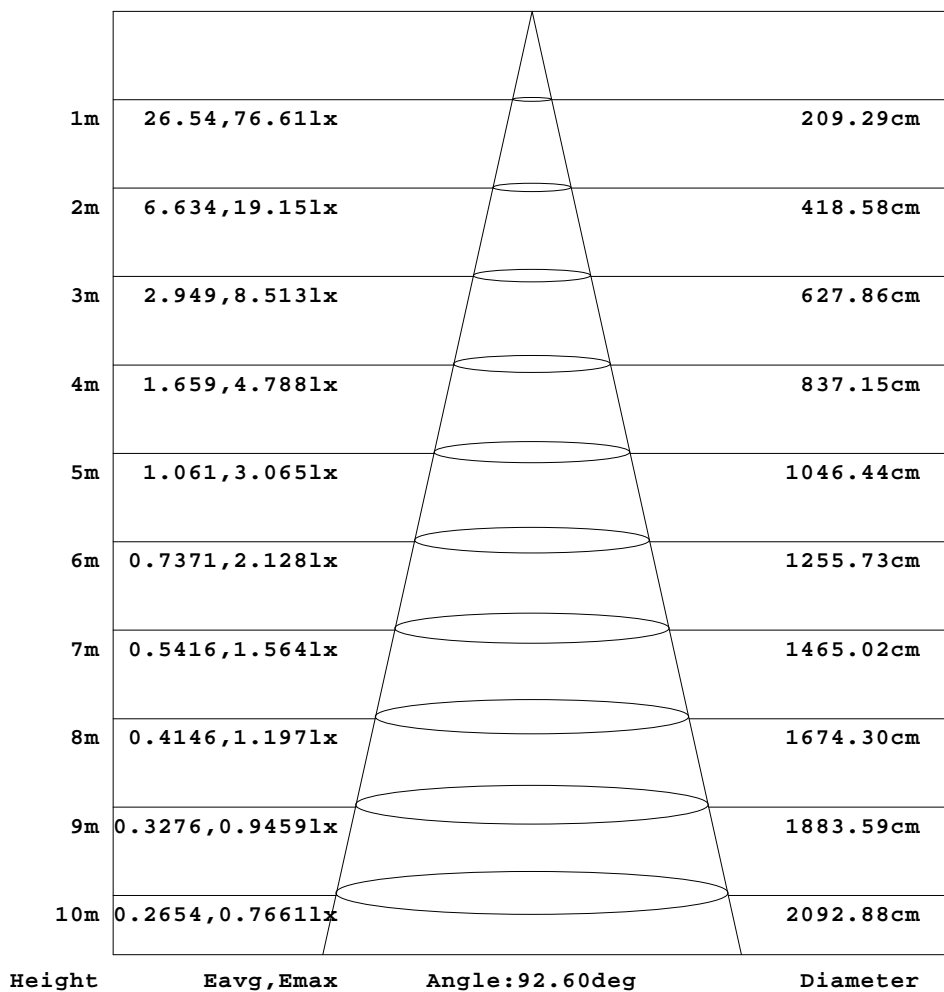 1m 26.54,76.61lx 209.29cm
2m 6.634,19.15lx 418.58cm
3m 2.949,8.513lx 627.86cm
4m 1.659,4.788lx 837.15cm
5m 1.061,3.065lx 1046.44cm
6m 0.7371,2.128lx 1255.73cm
7m 0.5416,1.564lx 1465.02cm
8m 0.4146,1.197lx 1674.30cm
9m 0.3276,0.9459lx 1883.59cm
10m 0.2654,0.7661lx 2092.88cm
Height Eavg,Emax Angle:92.60deg Diameter